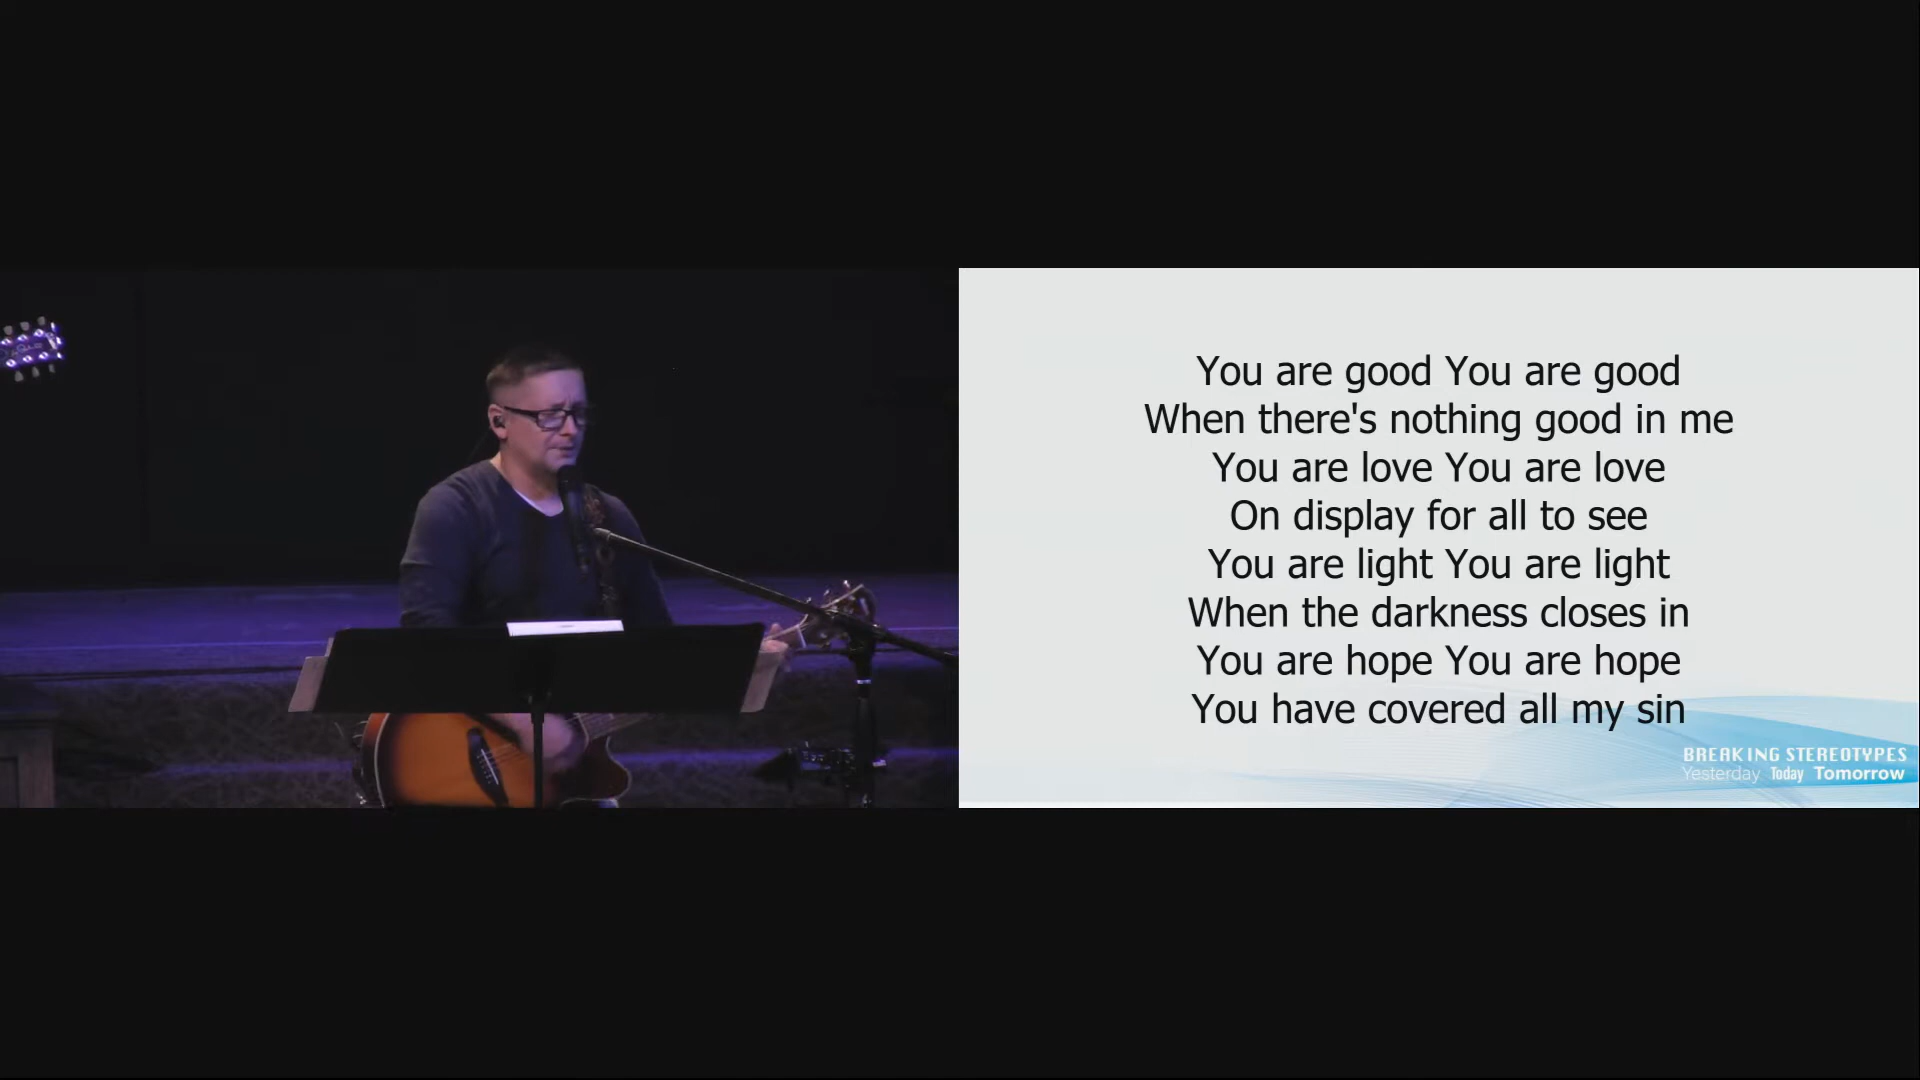 You are good You are good
When there's nothing good in me
You are love You are love
On display for all to see
You are light You are light
When the darkness closes in
You are hope You are hope
You have covered all my sin
BREAKING STEREOTYPES
Yesterday Today Tomorrow